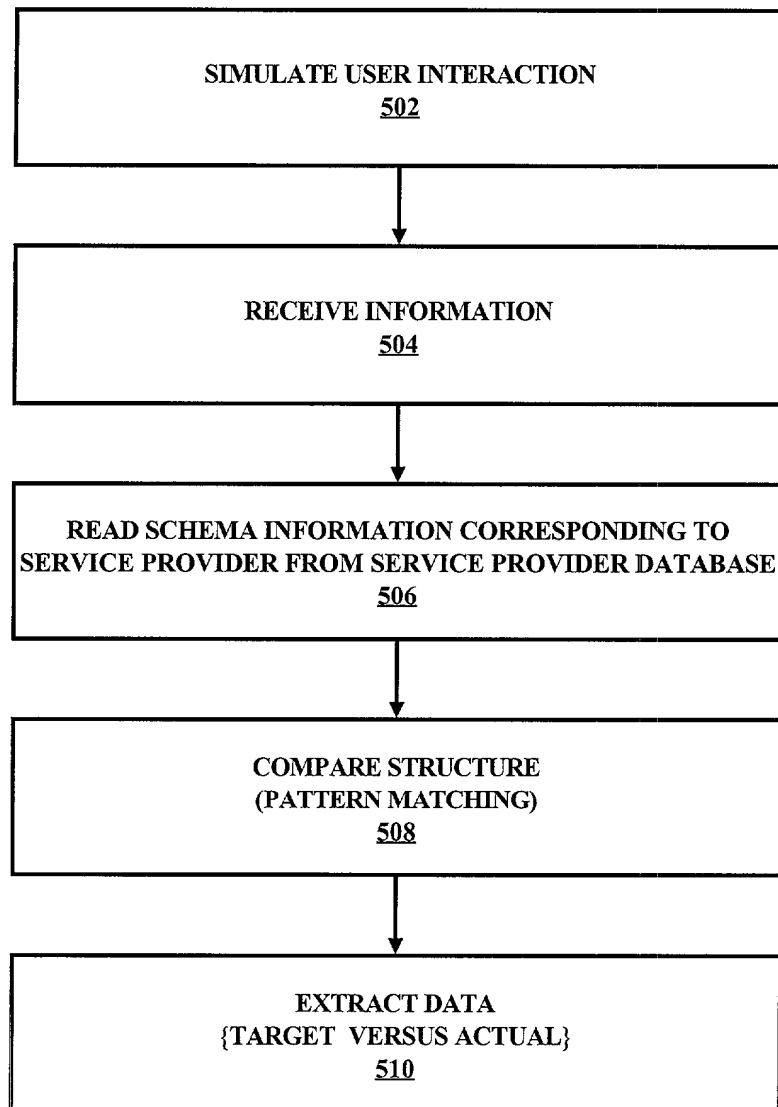 SIMULATE USER INTERACTION
502
RECEIVE INFORMATION
504
READ SCHEMA INFORMATION CORRESPONDING TO
SERVICE PROVIDER FROM SERVICE PROVIDER DATABASE
506
COMPARE STRUCTURE
(PATTERN MATCHING)
508
EXTRACT DATA
{TARGET VERSUS ACTUAL}
510